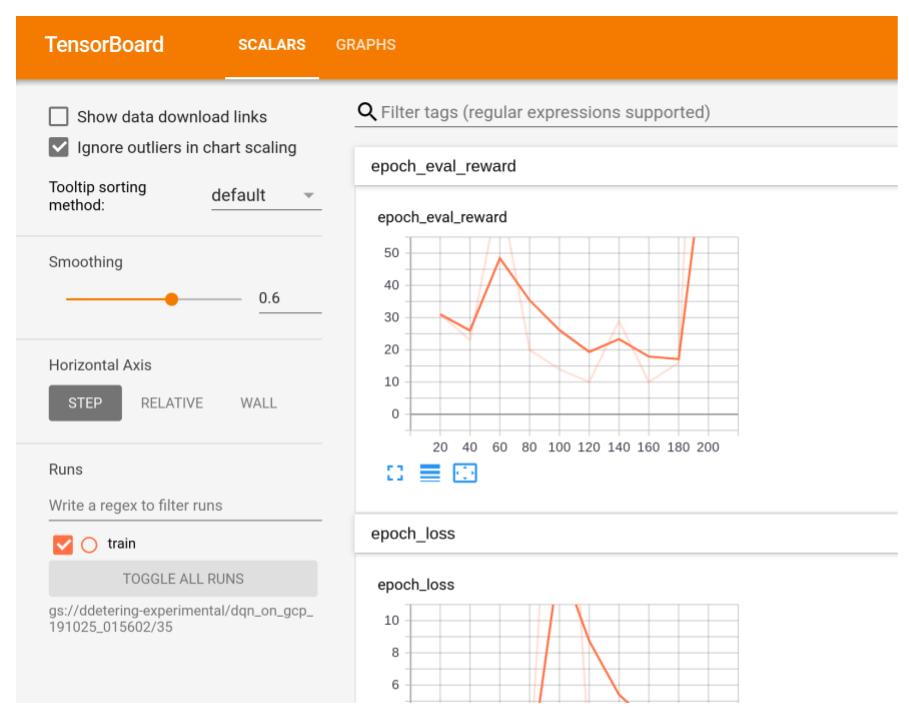 TensorBoard SCALARS GRAPHS
Show data download links
Ignore outliers in chart scaling
Tooltip sorting
method:
default
Smoothing
0.6
Horizontal Axis
STEP RELATIVE WALL
Runs
Write a regex to filter runs
train
TOGGLE ALL RUNS
gs://ddetering-experimental/dqn_on_gcp_
191025_015602/35
Filter tags (regular expressions supported)
epoch_eval_reward
epoch_eval_reward
50
40
30
20
10
0
20 40 60 80 100 120 140 160 180 200
epoch_loss
epoch_loss
10
8
6